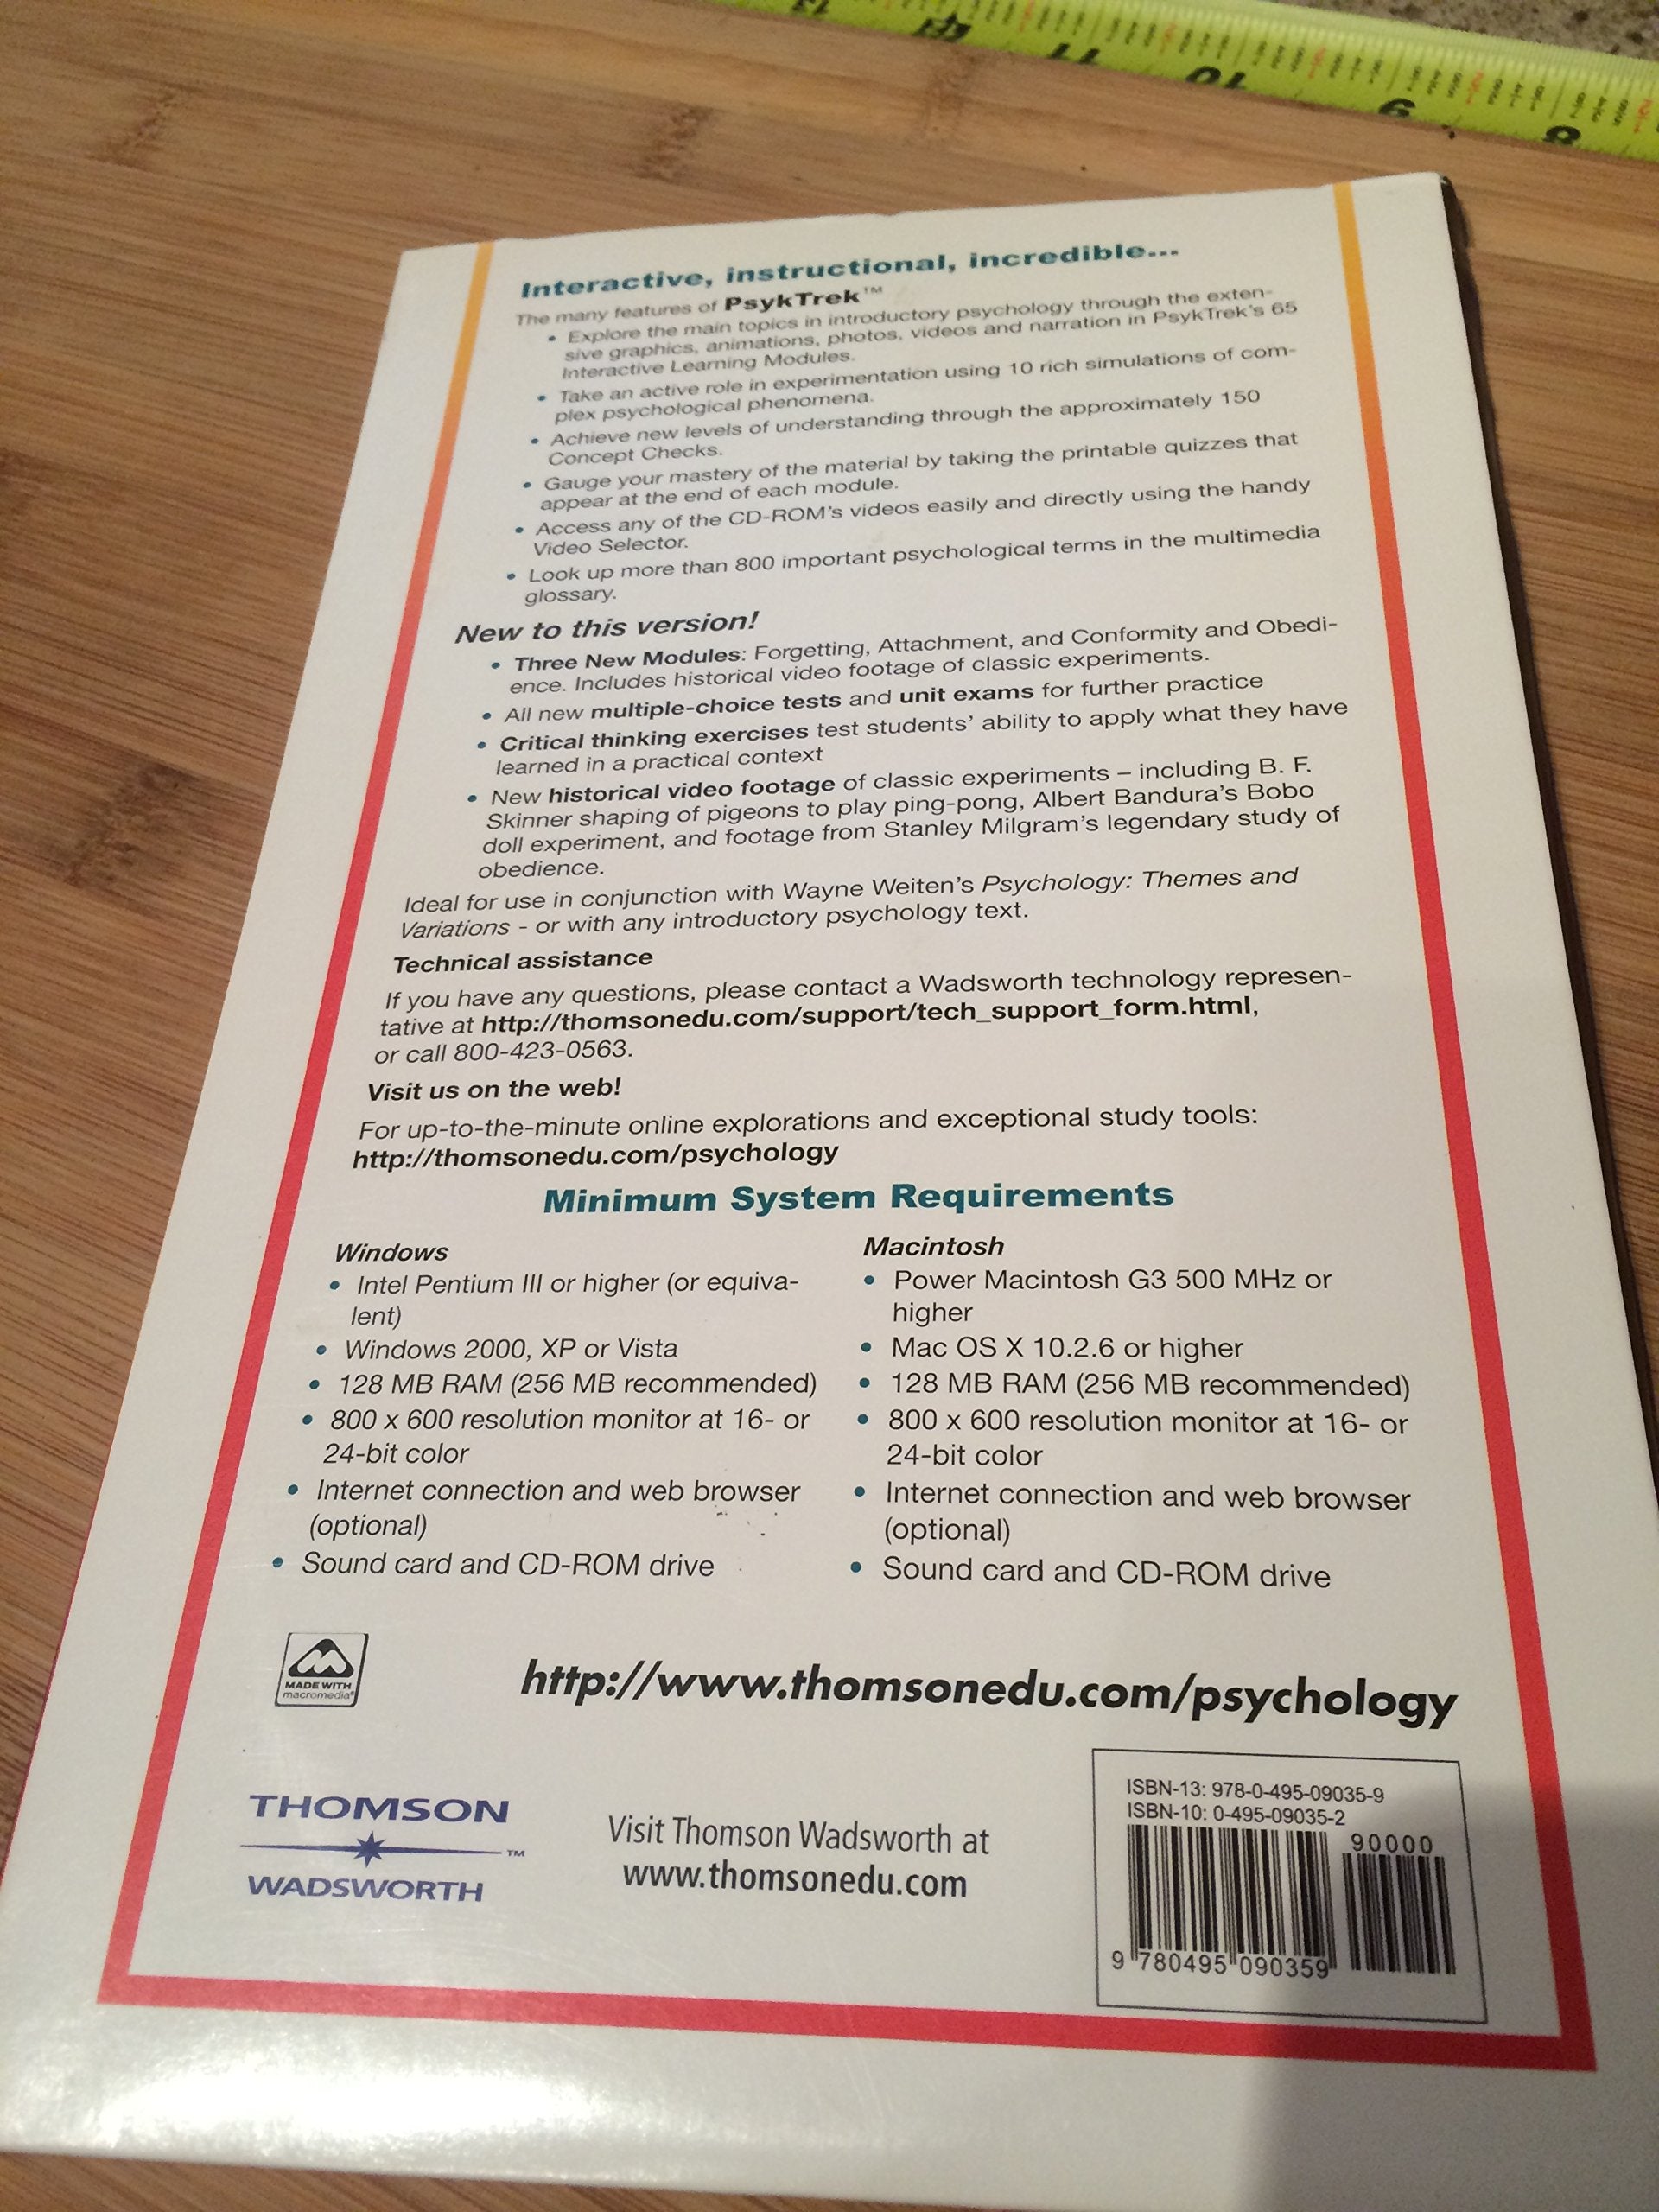 12 11 10 9 8
Interactive, instructional, incredible...
The many features of PsykTrek™
• Explore the main topics in introductory psychology through the exten-
sive graphics, animations, photos, videos and narration in PsykTrek's 65
Interactive Learning Modules.
• Take an active role in experimentation using 10 rich simulations of com-
plex psychological phenomena.
• Achieve new levels of understanding through the approximately 150
Concept Checks.
• Gauge your mastery of the material by taking the printable quizzes that
appear at the end of each module.
• Access any of the CD-ROM's videos easily and directly using the handy
Video Selector.
• Look up more than 800 important psychological terms in the multimedia
glossary.
New to this version!
• Three New Modules: Forgetting, Attachment, and Conformity and Obedi-
ence. Includes historical video footage of classic experiments.
• All new multiple-choice tests and unit exams for further practice
• Critical thinking exercises test students' ability to apply what they have
learned in a practical context
• New historical video footage of classic experiments – including B. F.
Skinner shaping of pigeons to play ping-pong, Albert Bandura's Bobo
doll experiment, and footage from Stanley Milgram's legendary study of
obedience.
Ideal for use in conjunction with Wayne Weiten's Psychology: Themes and
Variations - or with any introductory psychology text.
Technical assistance
If you have any questions, please contact a Wadsworth technology represen-
tative at http://thomsonedu.com/support/tech_support_form.html,
or call 800-423-0563.
Visit us on the web!
For up-to-the-minute online explorations and exceptional study tools:
http://thomsonedu.com/psychology
Minimum System Requirements
Windows
• Intel Pentium III or higher (or equiva-
lent)
• Windows 2000, XP or Vista
• 128 MB RAM (256 MB recommended)
• 800 x 600 resolution monitor at 16- or
24-bit color
• Internet connection and web browser
(optional)
• Sound card and CD-ROM drive
Macintosh
• Power Macintosh G3 500 MHz or
higher
• Mac OS X 10.2.6 or higher
• 128 MB RAM (256 MB recommended)
• 800 x 600 resolution monitor at 16- or
24-bit color
• Internet connection and web browser
(optional)
• Sound card and CD-ROM drive
MADE WITH
macromedia®
http://www.thomsonedu.com/psychology
THOMSON
™
WADSWORTH
Visit Thomson Wadsworth at
www.thomsonedu.com
ISBN-13: 978-0-495-09035-9
ISBN-10: 0-495-09035-2
90000
9 780495 090359